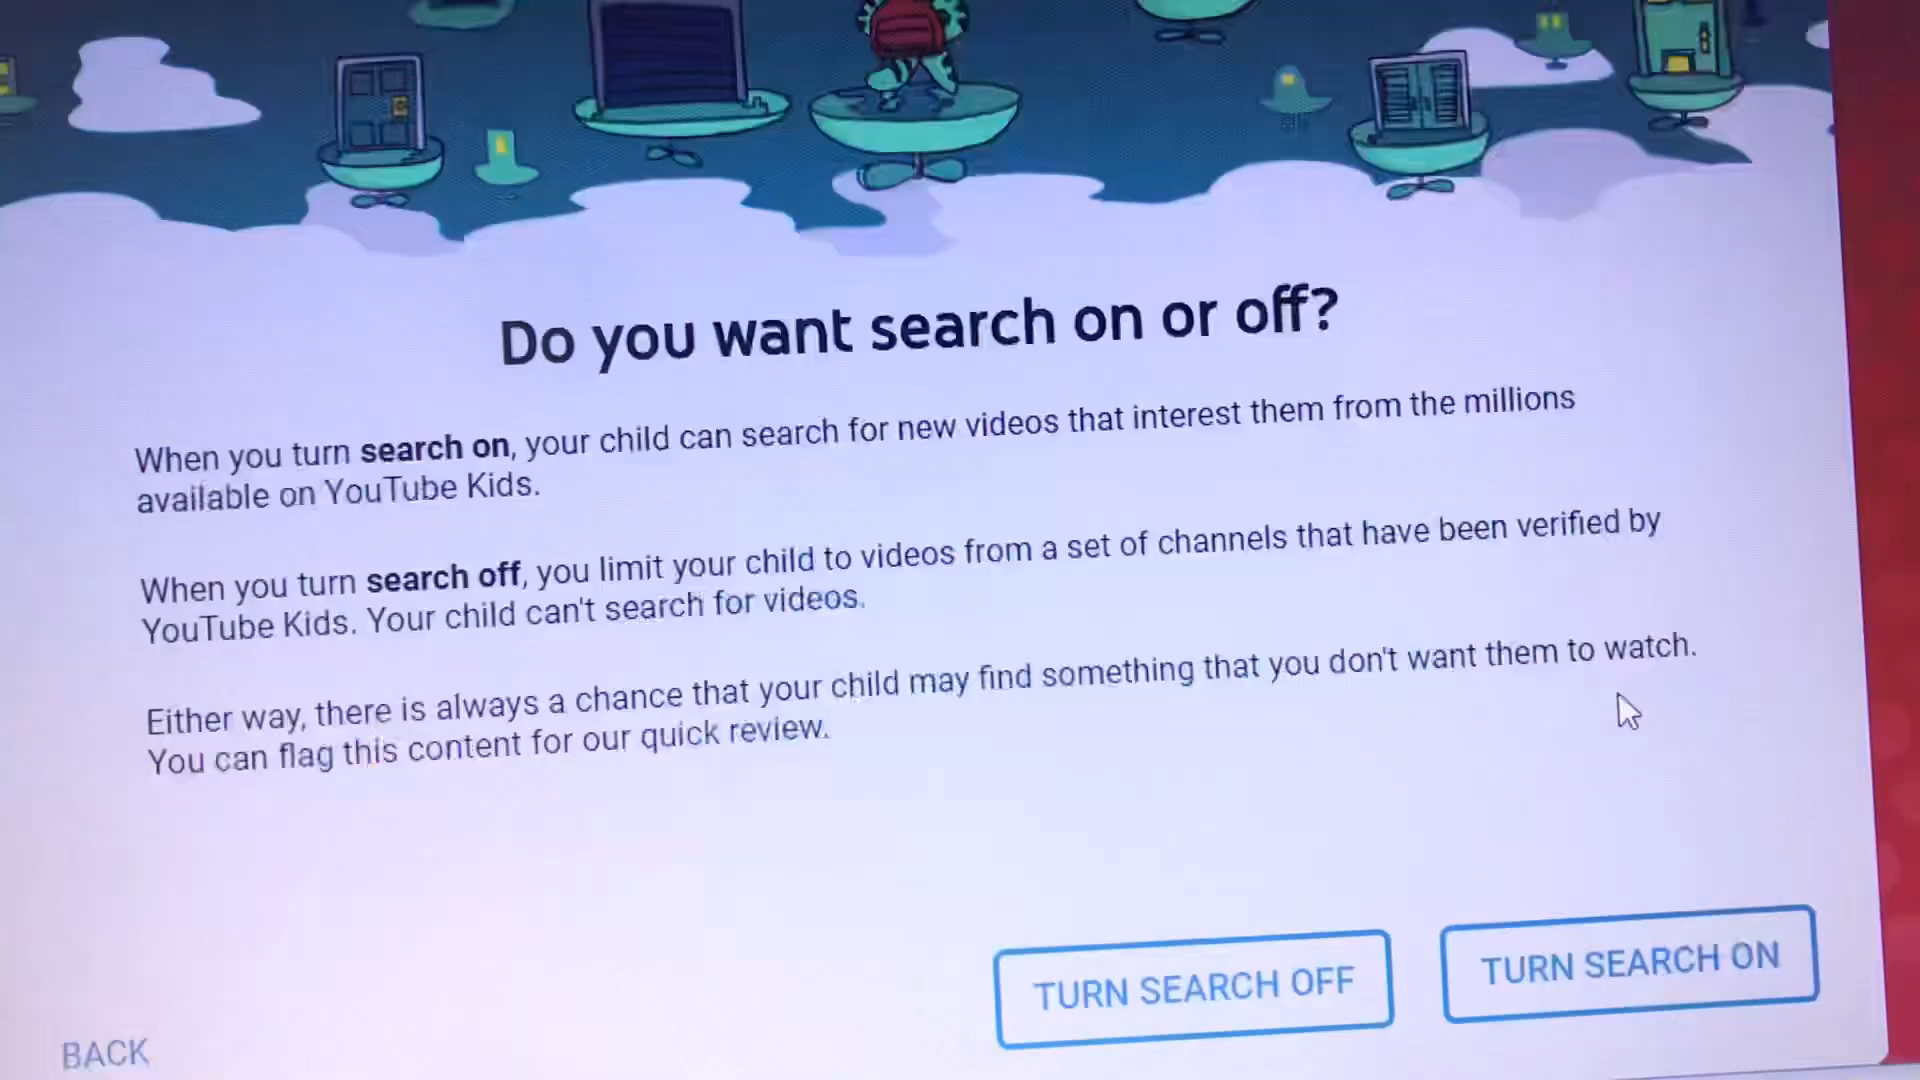 Do you want search on or off?
When you turn search on, your child can search for new videos that interest them from the millions
available on YouTube Kids.
When you turn search off, you limit your child to videos from a set of channels that have been verified by
YouTube Kids. Your child can't search for videos.
Either way, there is always a chance that your child may find something that you don't want them to watch.
You can flag this content for our quick review.
TURN SEARCH OFF
TURN SEARCH ON
BACK